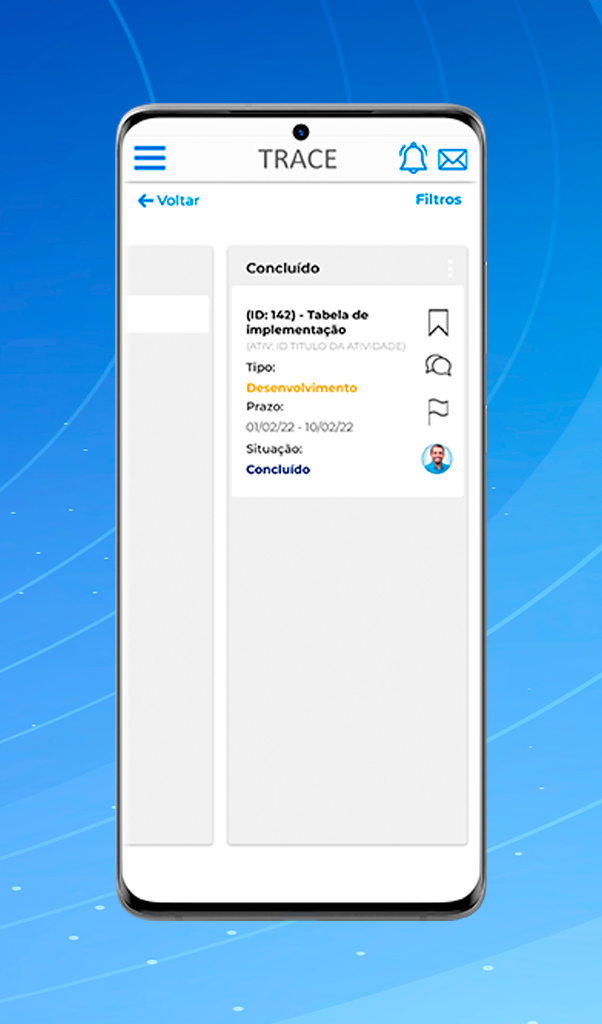 TRACE
Voltar
Filtros
Concluído
(ID: 142) - Tabela de
implementação
(ATIV: ID TITULO DA ATIVIDADE)
Tipo:
Desenvolvimento
Prazo:
01/02/22 - 10/02/22
Situação:
Concluído